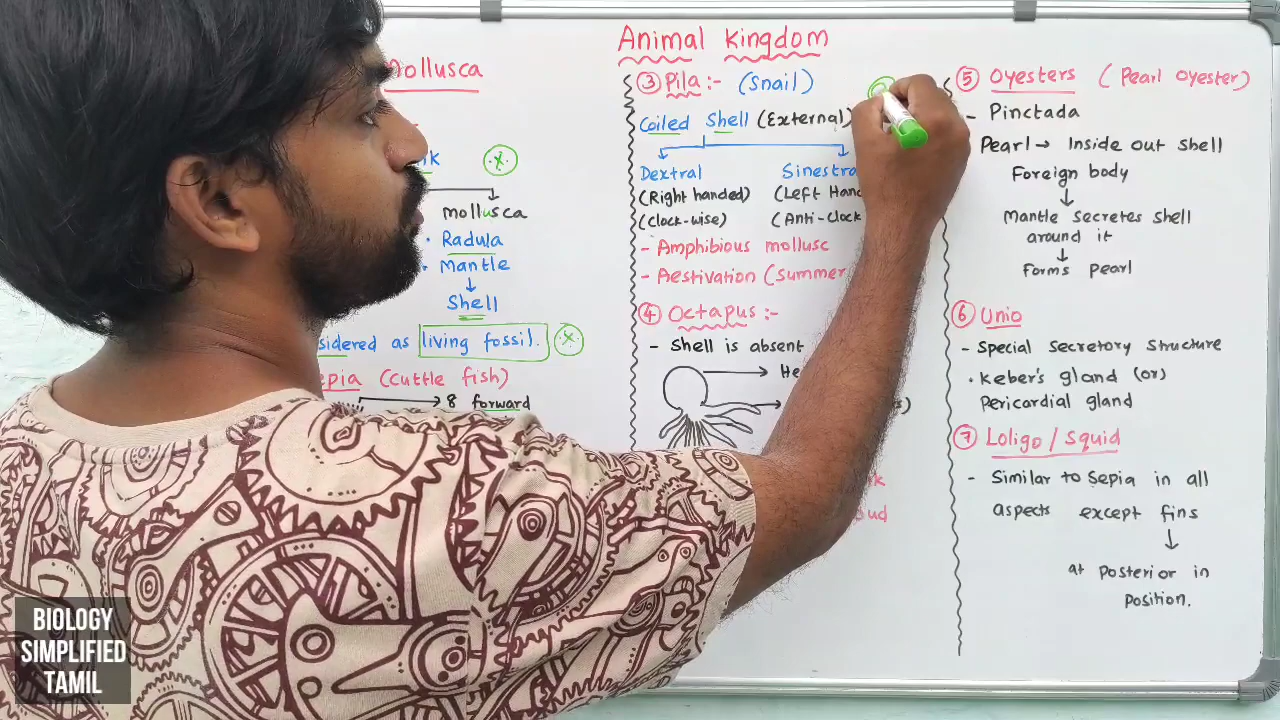 Animal kingdom
Mollusca
mollusca
• Radula
• Mantle
Shell
as living fossil.
(cuttle fish)
8 forward
③ Pila :- (Snail)
Coiled Shell (External)
Dextral
(Right handed) (Left
(Clock-wise) (Anti-clock
- Amphibious mollusc
- Aestivation (summer
④ Octapus :-
- Shell is absent
⑤ Oyesters (Pearl oyester)
- Pinctada
Pearl → Inside out shell
Foreign body
↓
Mantle secretes shell
around it
↓
Forms pearl
⑥ Unio
- Special secretory structure
• Keber's gland (or)
Pericardial gland
⑦ Loligo / squid
- Similar to Sepia in all
aspects except fins
↓
at posterior in
position.
BIOLOGY
SIMPLIFIED
TAMIL